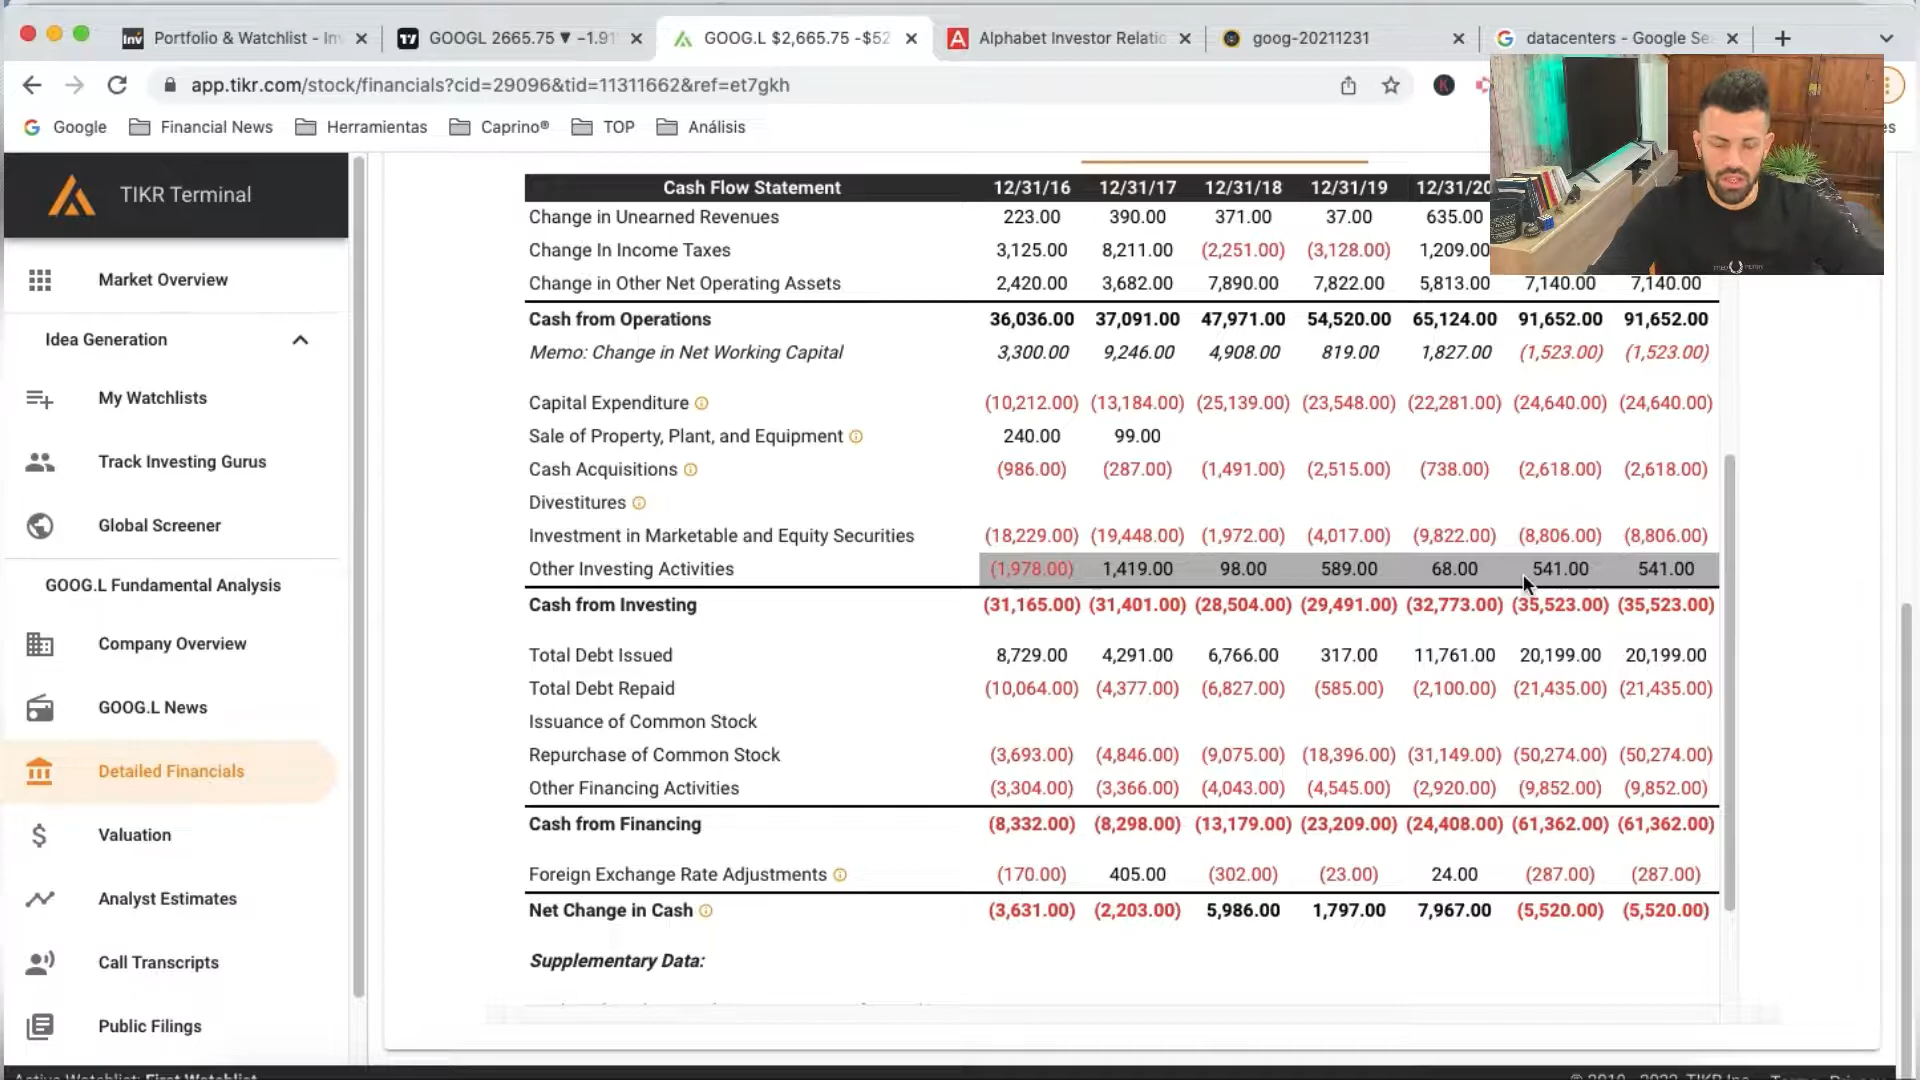 Portfolio & Watchlist - In
GOOGL 2665.75 ▼ −1.91
GOOG.L $2,665.75 -$52
Alphabet Investor Relatio
goog-20211231
datacenters - Google Se
app.tikr.com/stock/financials?cid=29096&tid=11311662&ref=et7gkh
Google
Financial News
Herramientas
Caprino®
TOP
Análisis
TIKR Terminal
Market Overview
Idea Generation
My Watchlists
Track Investing Gurus
Global Screener
GOOG.L Fundamental Analysis
Company Overview
GOOG.L News
Detailed Financials
Valuation
Analyst Estimates
Call Transcripts
Public Filings
Cash Flow Statement 12/31/16 12/31/17 12/31/18 12/31/19 12/31/20
Change in Unearned Revenues 223.00 390.00 371.00 37.00 635.00
Change In Income Taxes 3,125.00 8,211.00 (2,251.00) (3,128.00) 1,209.00
Change in Other Net Operating Assets 2,420.00 3,682.00 7,890.00 7,822.00 5,813.00 7,140.00 7,140.00
Cash from Operations 36,036.00 37,091.00 47,971.00 54,520.00 65,124.00 91,652.00 91,652.00
Memo: Change in Net Working Capital 3,300.00 9,246.00 4,908.00 819.00 1,827.00 (1,523.00) (1,523.00)
Capital Expenditure (10,212.00) (13,184.00) (25,139.00) (23,548.00) (22,281.00) (24,640.00) (24,640.00)
Sale of Property, Plant, and Equipment 240.00 99.00
Cash Acquisitions (986.00) (287.00) (1,491.00) (2,515.00) (738.00) (2,618.00) (2,618.00)
Divestitures
Investment in Marketable and Equity Securities (18,229.00) (19,448.00) (1,972.00) (4,017.00) (9,822.00) (8,806.00) (8,806.00)
Other Investing Activities (1,978.00) 1,419.00 98.00 589.00 68.00 541.00 541.00
Cash from Investing (31,165.00) (31,401.00) (28,504.00) (29,491.00) (32,773.00) (35,523.00) (35,523.00)
Total Debt Issued 8,729.00 4,291.00 6,766.00 317.00 11,761.00 20,199.00 20,199.00
Total Debt Repaid (10,064.00) (4,377.00) (6,827.00) (585.00) (2,100.00) (21,435.00) (21,435.00)
Issuance of Common Stock
Repurchase of Common Stock (3,693.00) (4,846.00) (9,075.00) (18,396.00) (31,149.00) (50,274.00) (50,274.00)
Other Financing Activities (3,304.00) (3,366.00) (4,043.00) (4,545.00) (2,920.00) (9,852.00) (9,852.00)
Cash from Financing (8,332.00) (8,298.00) (13,179.00) (23,209.00) (24,408.00) (61,362.00) (61,362.00)
Foreign Exchange Rate Adjustments (170.00) 405.00 (302.00) (23.00) 24.00 (287.00) (287.00)
Net Change in Cash (3,631.00) (2,203.00) 5,986.00 1,797.00 7,967.00 (5,520.00) (5,520.00)
Supplementary Data: